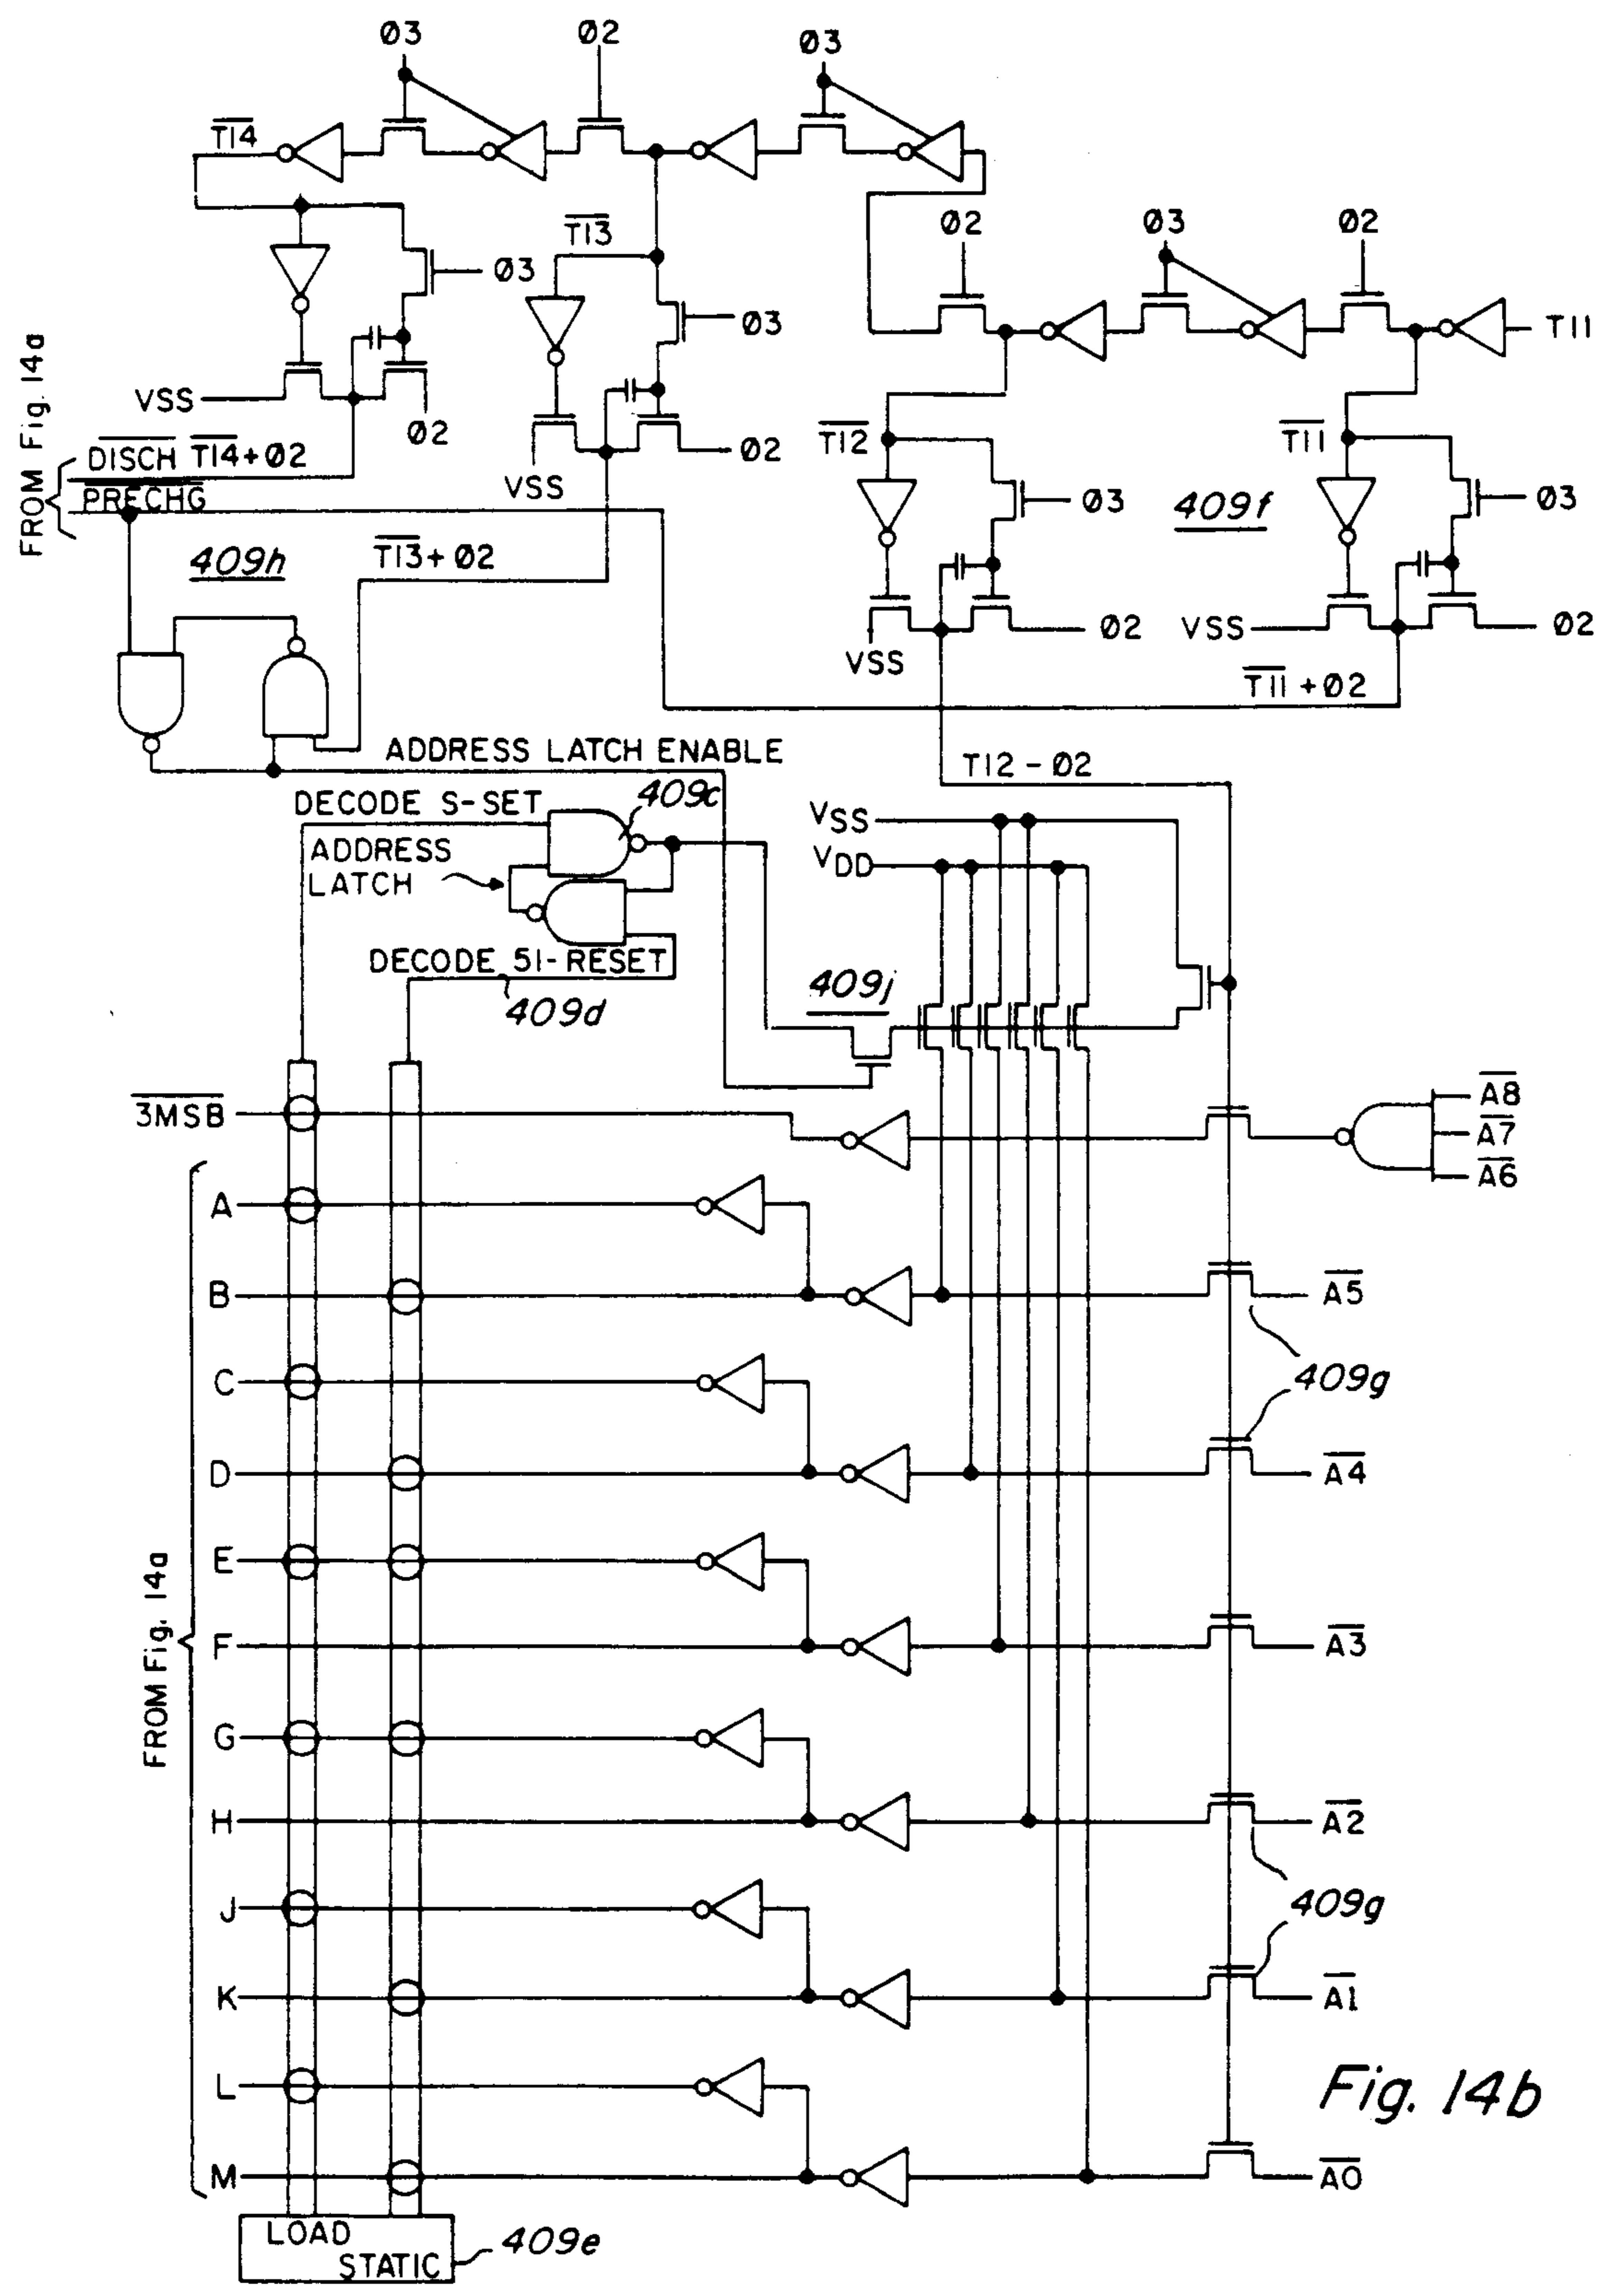 Ø3
Ø2
Ø3
T14
Ø3
T13
Ø3
Ø2
Ø3
Ø2
T11
VSS
Ø2
VSS
Ø2
FROM Fig. 14a
DISCH T14+Ø2
PRECHG
T12
Ø3
VSS
Ø2
T11
409f
Ø3
VSS
Ø2
409h
T13+Ø2
T11+Ø2
ADDRESS LATCH ENABLE
T12-Ø2
DECODE S-SET
409c
ADDRESS
LATCH
VSS
VDD
DECODE 51-RESET
409d
409j
3MSB
A8
A7
A6
A
B
A5
409g
C
D
A4
E
FROM Fig. 14a
F
A3
G
H
A2
409g
J
K
A1
L
Fig. 14b
M
A0
LOAD
STATIC
409e